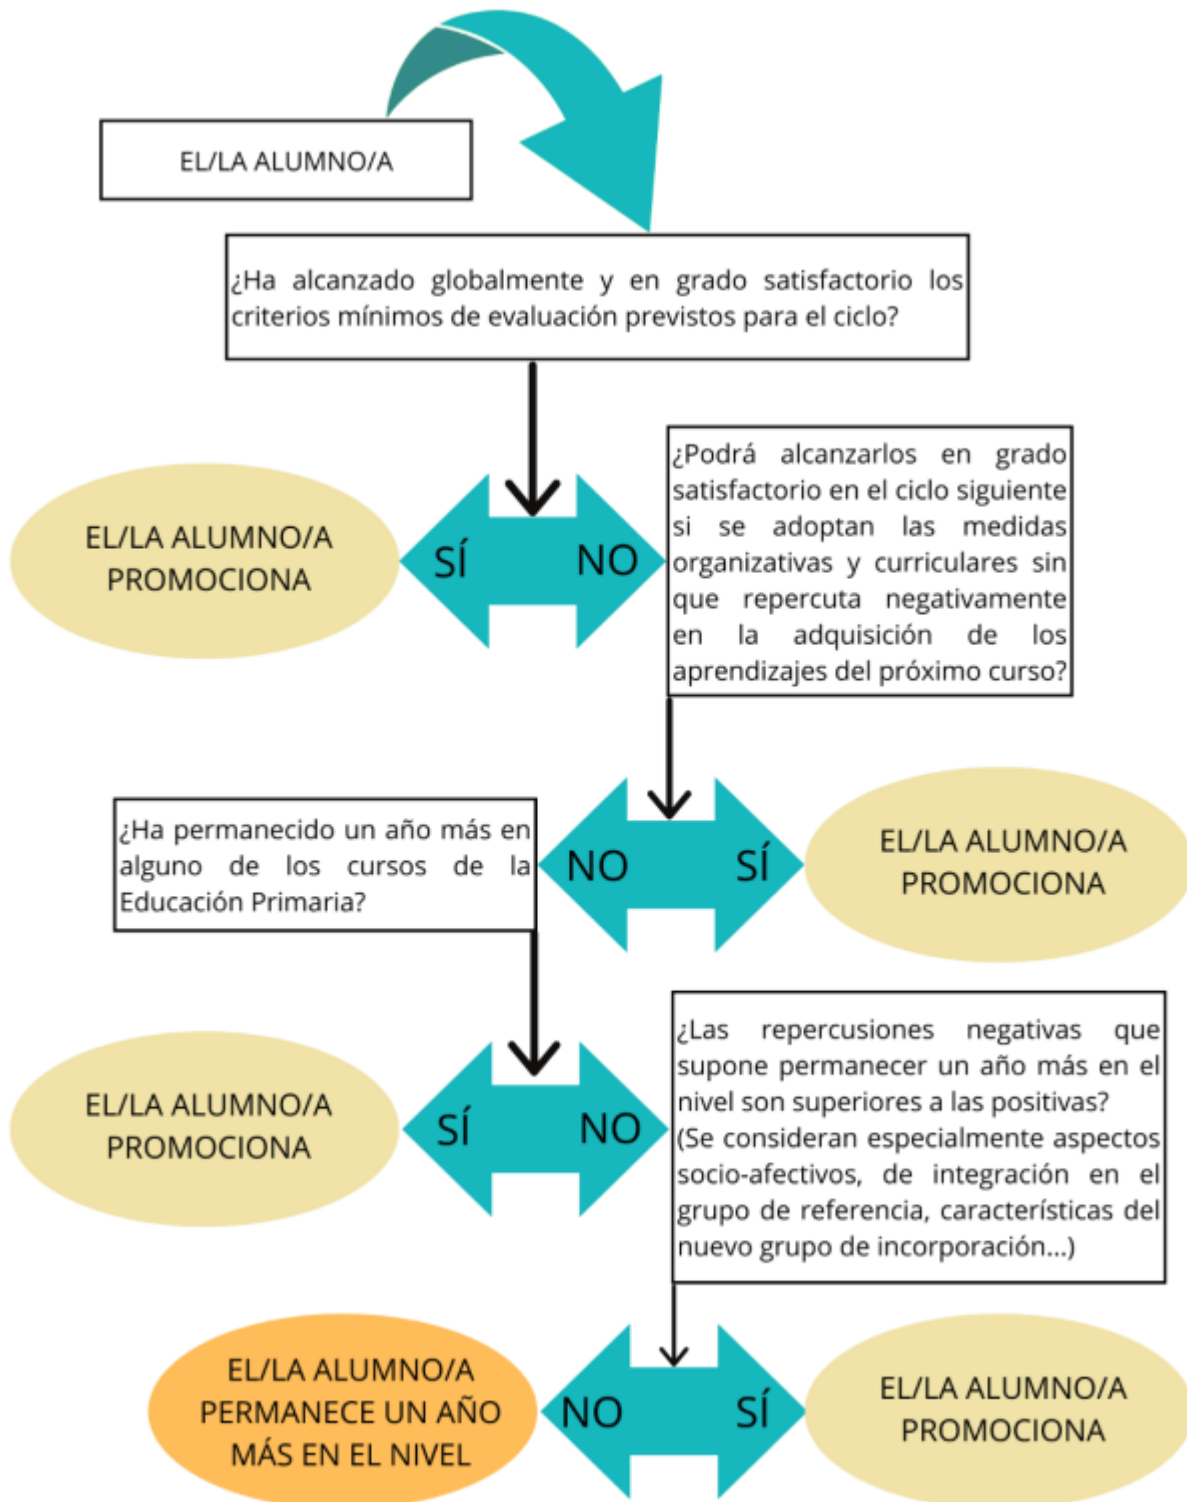 EL/LA ALUMNO/A
¿Ha alcanzado globalmente y en grado satisfactorio los
criterios mínimos de evaluación previstos para el ciclo?
¿Podrá alcanzarlos en grado
satisfactorio en el ciclo siguiente
si se adoptan las medidas
organizativas y curriculares sin
que repercuta negativamente
en la adquisición de los
aprendizajes del próximo curso?
EL/LA ALUMNO/A
PROMOCIONA
SÍ
NO
¿Ha permanecido un año más en
alguno de los cursos de la
Educación Primaria?
NO
SÍ
EL/LA ALUMNO/A
PROMOCIONA
¿Las repercusiones negativas que
supone permanecer un año más en el
nivel son superiores a las positivas?
(Se consideran especialmente aspectos
socio-afectivos, de integración en el
grupo de referencia, características del
nuevo grupo de incorporación...)
EL/LA ALUMNO/A
PROMOCIONA
SÍ
NO
EL/LA ALUMNO/A
PERMANECE UN AÑO
MÁS EN EL NIVEL
NO
SÍ
EL/LA ALUMNO/A
PROMOCIONA